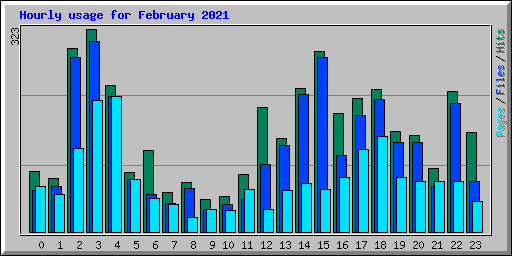 Hourly usage for February 2021
323
Pages/Files/Hits
0 1 2 3 4 5 6 7 8 9 10 11 12 13 14 15 16 17 18 19 20 21 22 23